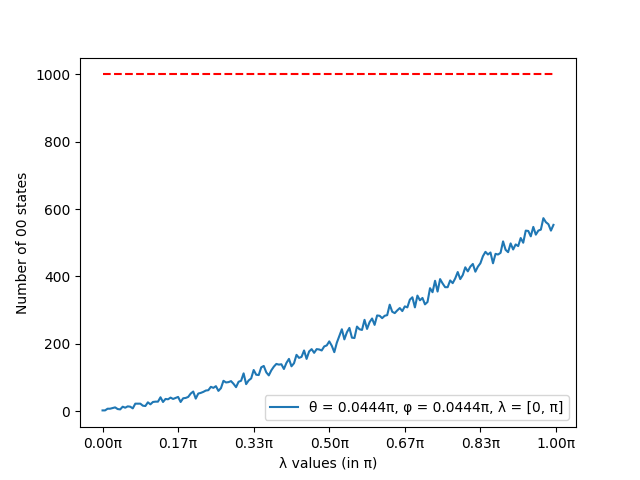 1000
800
600
400
200
0
Number of 00 states
θ = 0.0444π, φ = 0.0444π, λ = [0, π]
0.00π 0.17π 0.33π 0.50π 0.67π 0.83π 1.00π
λ values (in π)